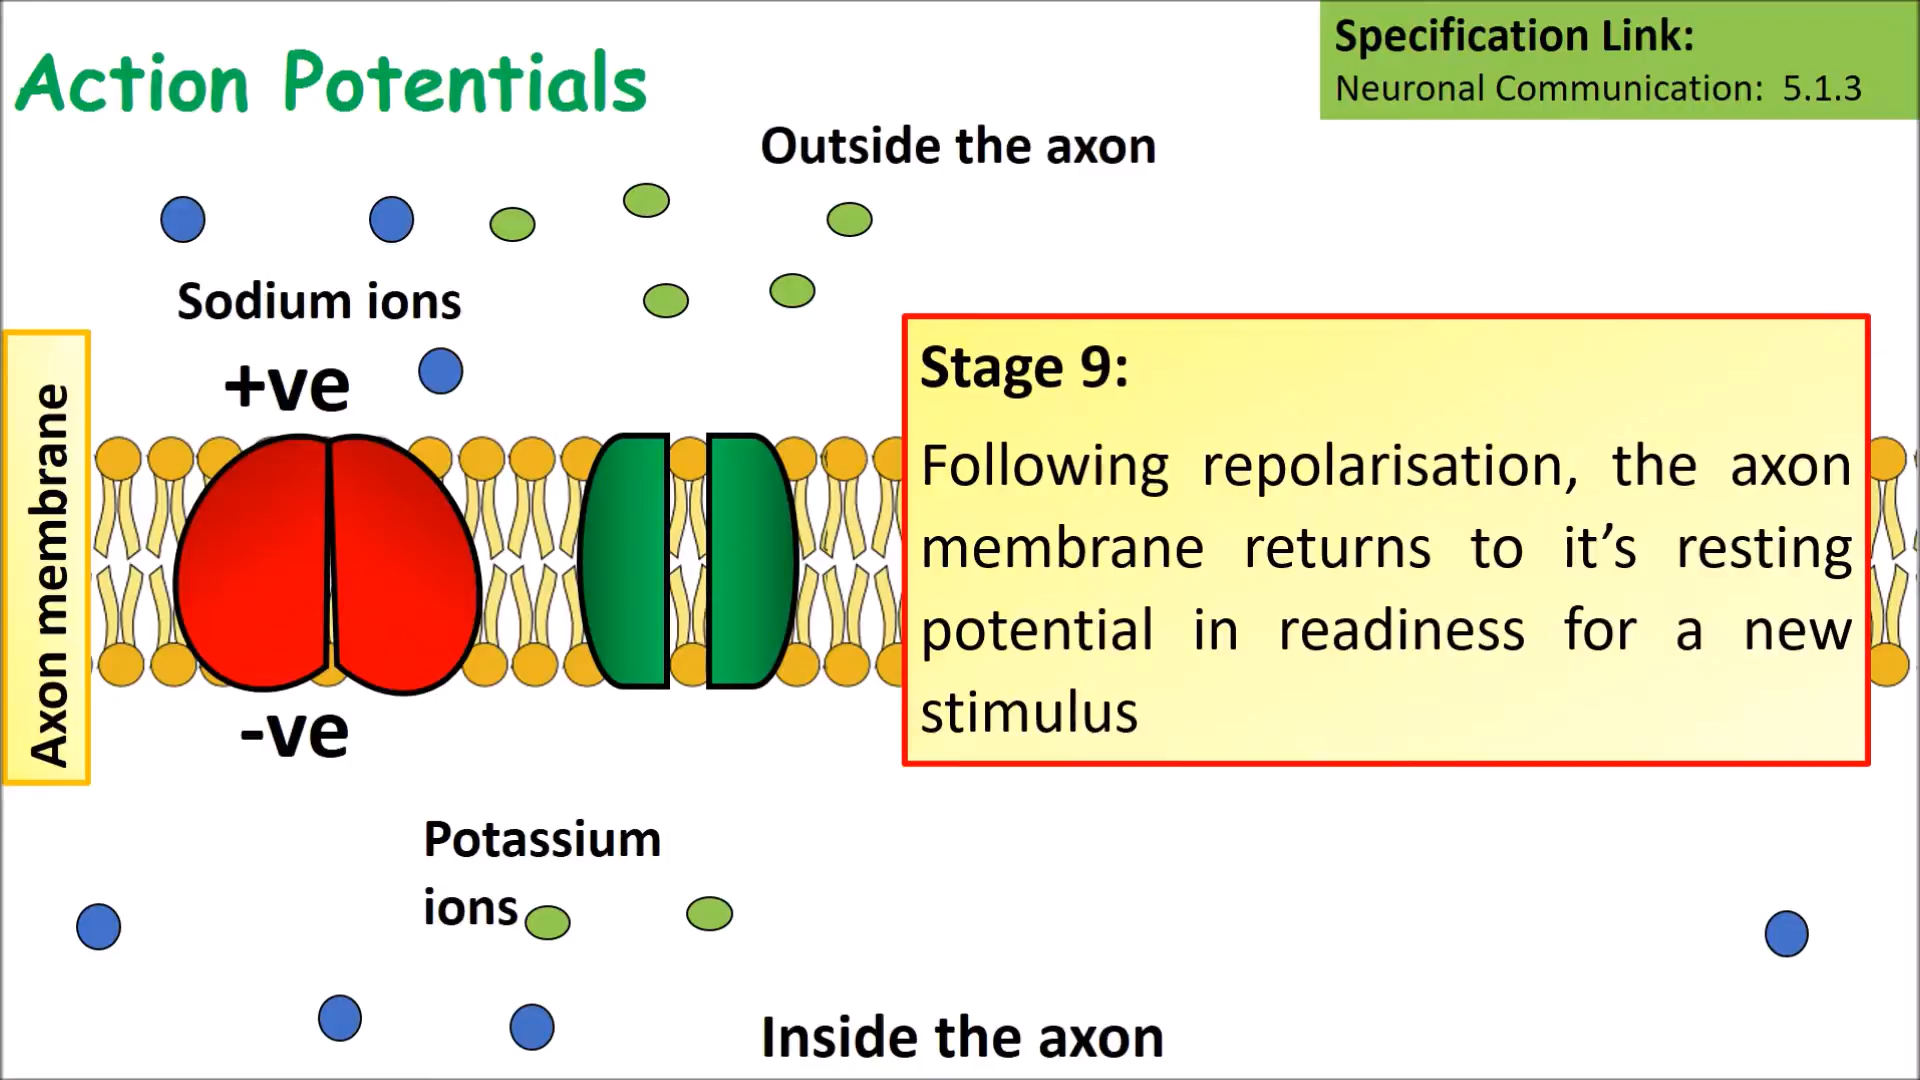 Action Potentials
Specification Link:
Neuronal Communication: 5.1.3
Outside the axon
Sodium ions
+ve
Axon membrane
Stage 9:
Following repolarisation, the axon
membrane returns to it’s resting
potential in readiness for a new
stimulus
-ve
Potassium
ions
Inside the axon